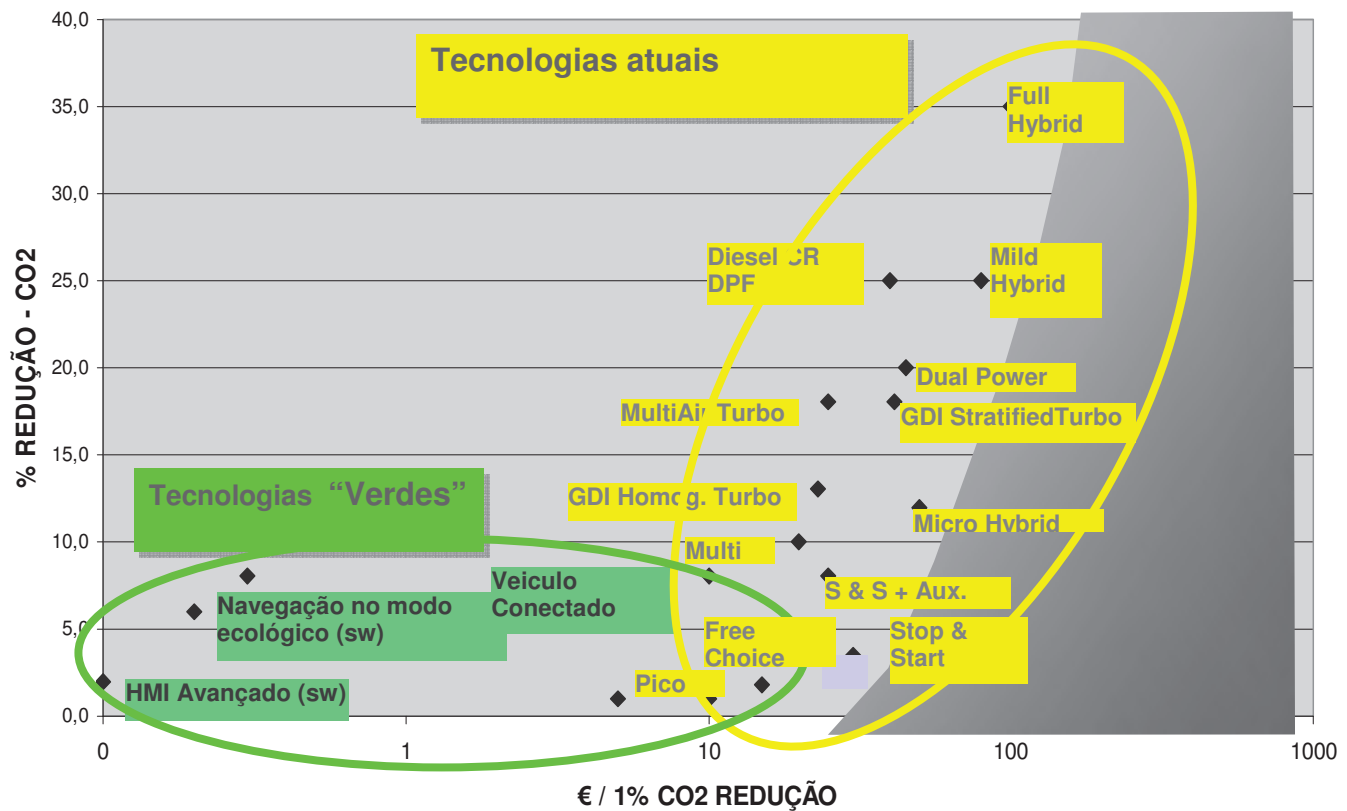 40,0
35,0
30,0
25,0
20,0
15,0
10,0
5,0
0,0
% REDUÇÃO - CO2
Tecnologias atuais
Full
Hybrid
Diesel CR
DPF
Mild
Hybrid
Dual Power
MultiAir Turbo
GDI StratifiedTurbo
Tecnologias “Verdes”
GDI Homog. Turbo
Micro Hybrid
Multi
Veiculo
Conectado
S & S + Aux.
Navegação no modo
ecológico (sw)
Free
Choice
Stop &
Start
Pico
HMI Avançado (sw)
0
1
10
100
1000
€ / 1% CO2 REDUÇÃO